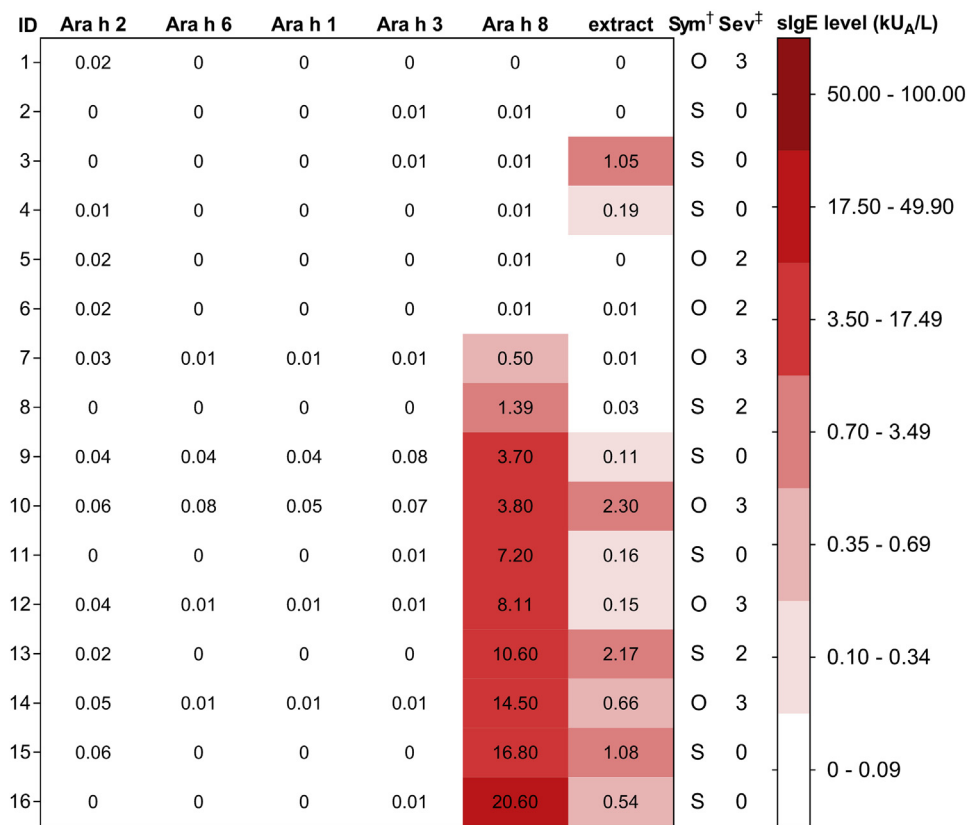 ID Ara h 2 Ara h 6 Ara h 1 Ara h 3 Ara h 8 extract Sym† Sev‡ sIgE level (kUA/L)
1 0.02 0 0 0 0 0 O 3
50.00 - 100.00
2 0 0 0 0.01 0.01 0 S 0
3 0 0 0 0.01 0.01 1.05 S 0
4 0.01 0 0 0 0.01 0.19 S 0
17.50 - 49.90
5 0.02 0 0 0 0.01 0 O 2
6 0.02 0 0 0 0.01 0.01 O 2
3.50 - 17.49
7 0.03 0.01 0.01 0.01 0.50 0.01 O 3
8 0 0 0 0 1.39 0.03 S 2
0.70 - 3.49
9 0.04 0.04 0.04 0.08 3.70 0.11 S 0
10 0.06 0.08 0.05 0.07 3.80 2.30 O 3
11 0 0 0 0.01 7.20 0.16 S 0
0.35 - 0.69
12 0.04 0.01 0.01 0.01 8.11 0.15 O 3
13 0.02 0 0 0 10.60 2.17 S 2
0.10 - 0.34
14 0.05 0.01 0.01 0.01 14.50 0.66 O 3
15 0.06 0 0 0 16.80 1.08 S 0
0 - 0.09
16 0 0 0 0.01 20.60 0.54 S 0